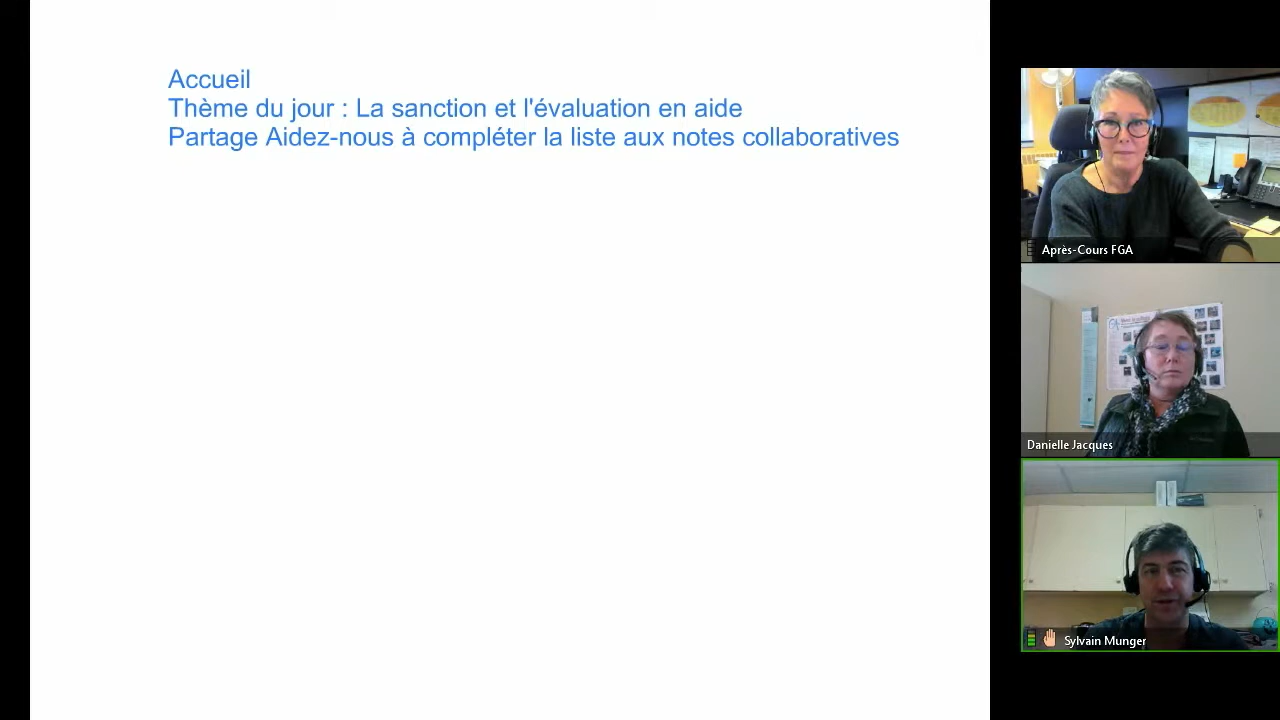 Accueil
Thème du jour : La sanction et l'évaluation en aide
Partage Aidez-nous à compléter la liste aux notes collaboratives
Après-Cours FGA
Danielle Jacques
Sylvain Munger